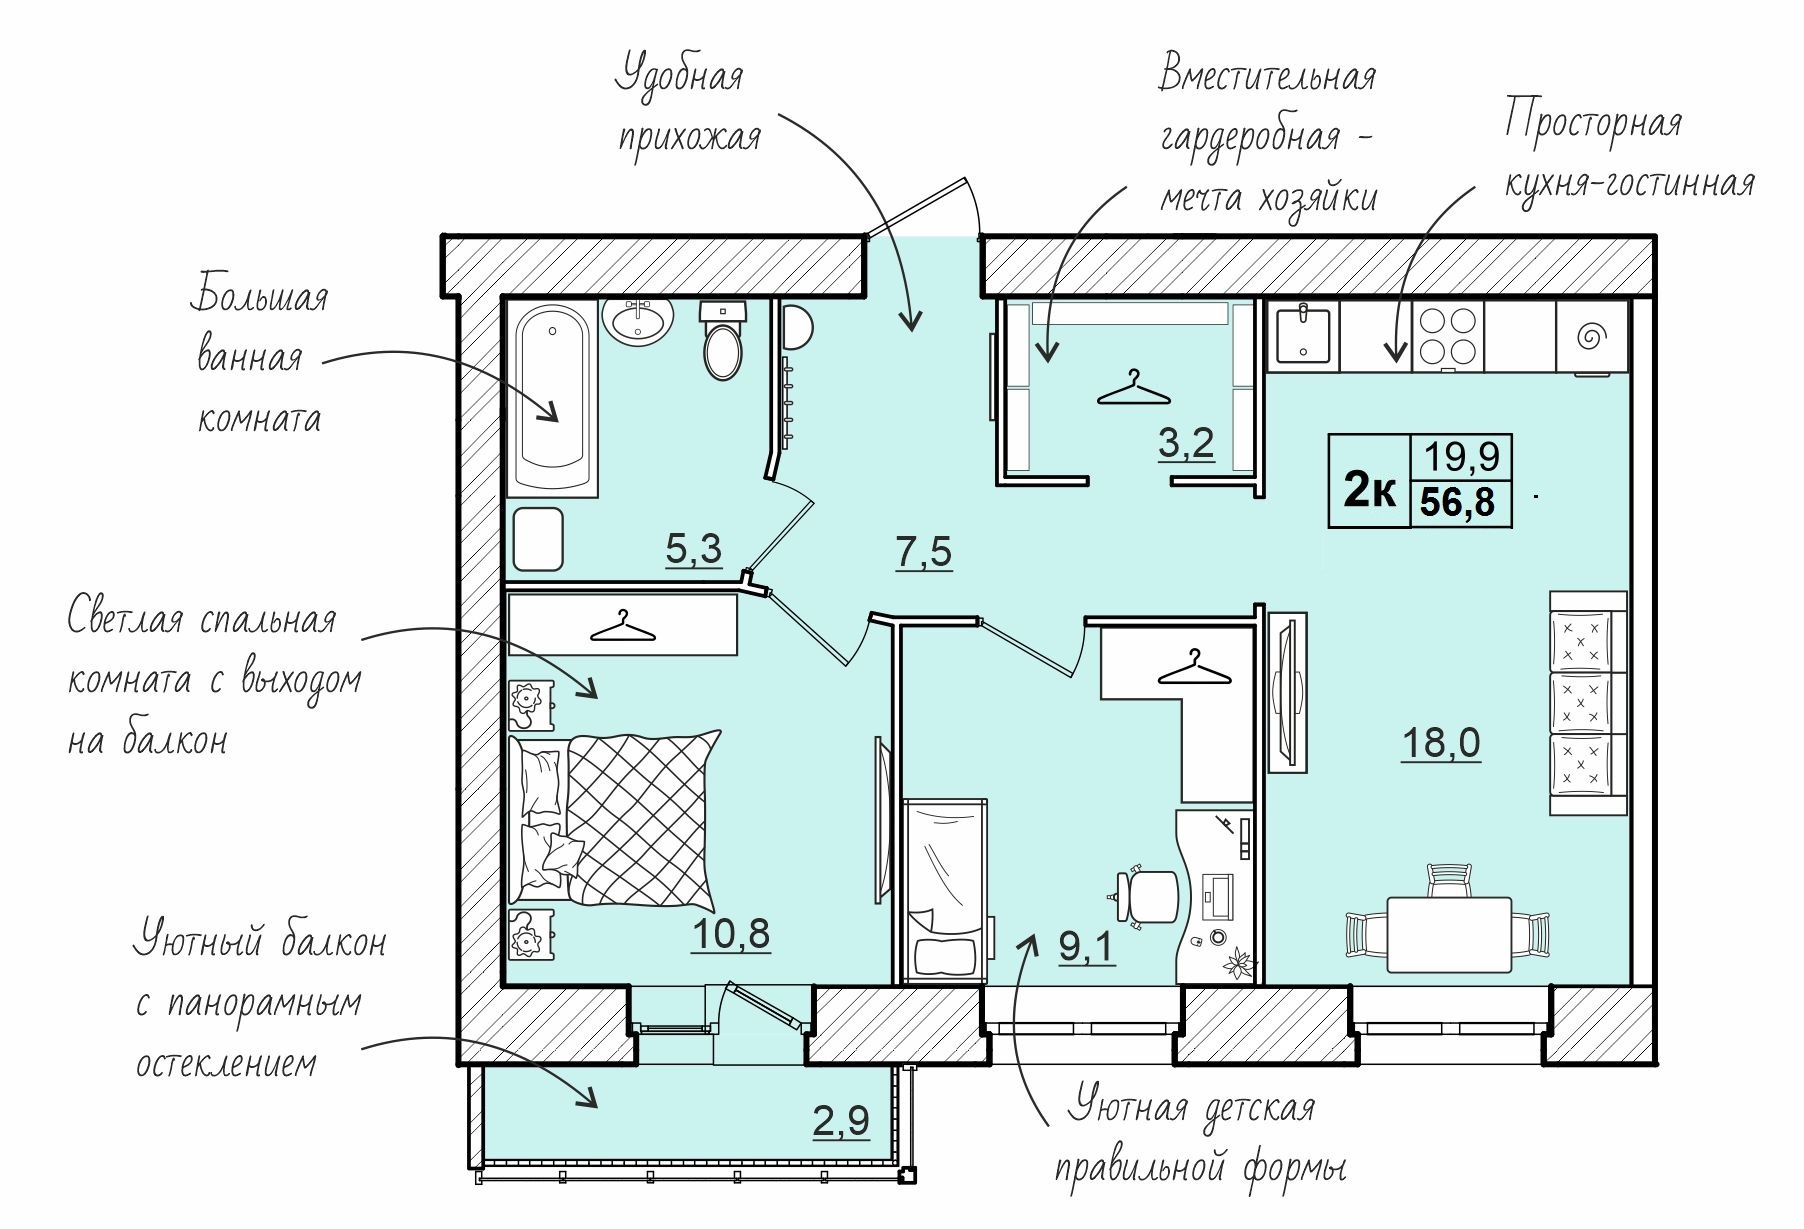 Удобная
прихожая
Вместительная
гардеробная -
мечта хозяйки
Просторная
кухня-гостинная
Большая
ванная
комната
3,2
2к
19,9
56,8
5,3
7,5
Светлая спальная
комната с выходом
на балкон
18,0
10,8
9,1
Уютный балкон
с панорамным
остеклением
2,9
Уютная детская
правильной формы